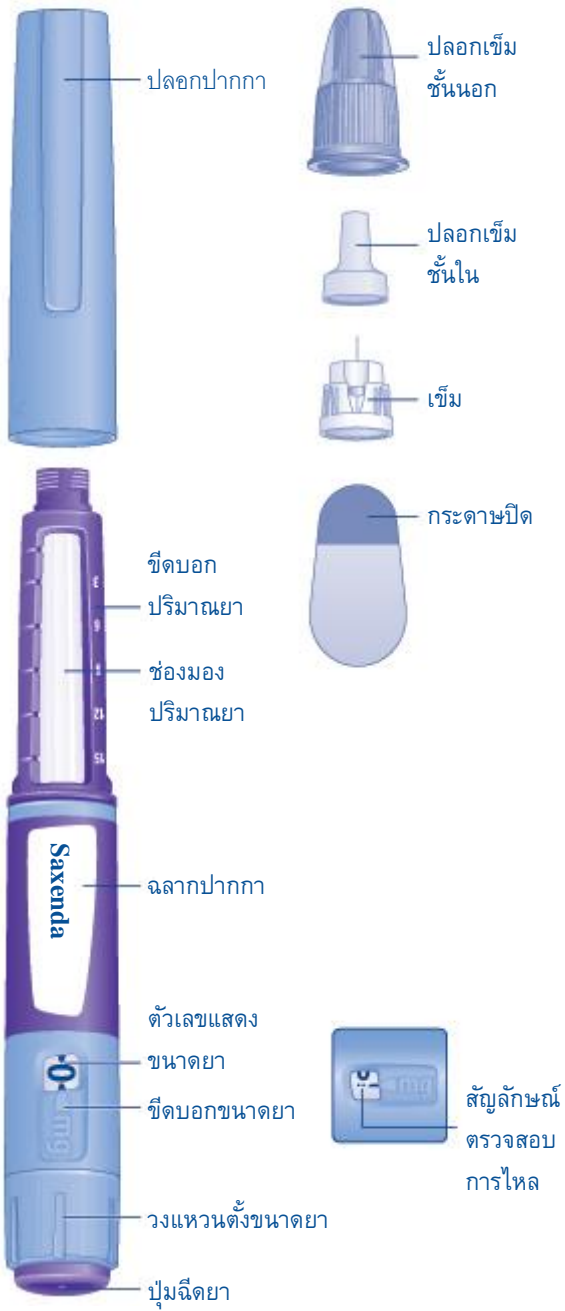 ปลอกปากกา
ปลอกเข็ม
ชั้นนอก
ปลอกเข็ม
ชั้นใน
เข็ม
กระดาษปิด
ขีดบอก
ปริมาณยา
ช่องมอง
ปริมาณยา
3
6
9
12
15
Saxenda
ฉลากปากกา
ตัวเลขแสดง
ขนาดยา
0
mg
ขีดบอกขนาดยา
วงแหวนตั้งขนาดยา
ปุ่มฉีดยา
mg
สัญลักษณ์
ตรวจสอบ
การไหล